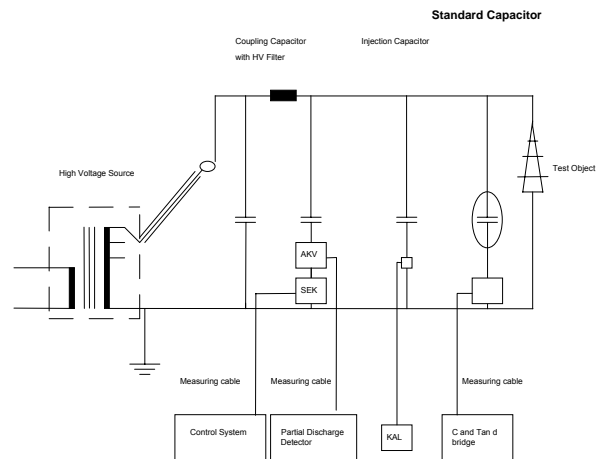 Standard Capacitor
Coupling Capacitor
with HV Filter
Injection Capacitor
High Voltage Source
Test Object
AKV
SEK
Measuring cable
Measuring cable
Measuring cable
Control System
Partial Discharge
Detector
KAL
C and Tan d
bridge